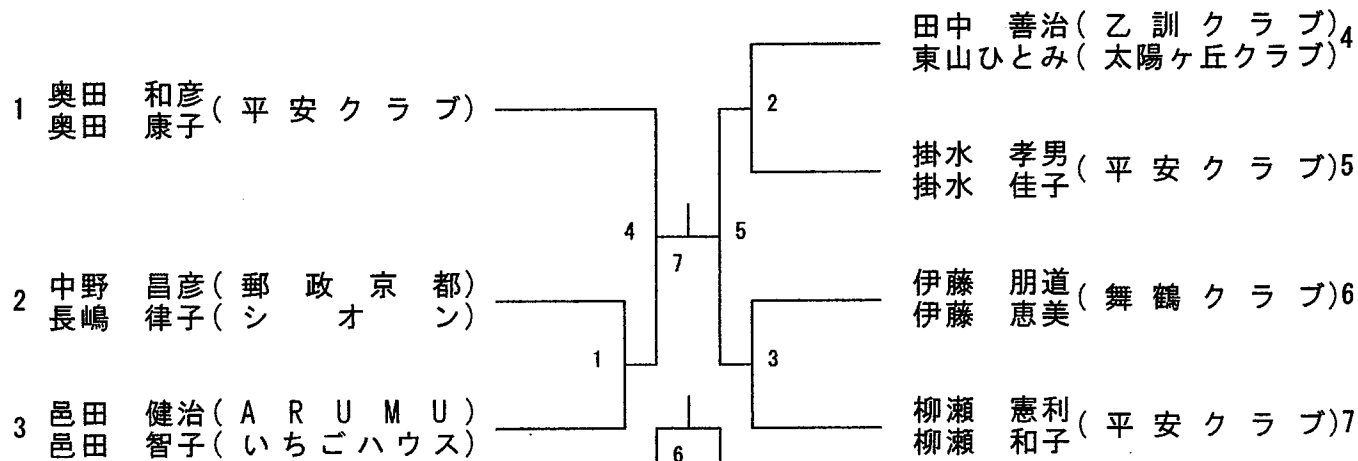 1 奥田 和彦
奥田 康子 (平安クラブ)
2 中野 昌彦(郵政京都)
長嶋 律子(シオン)
3 邑田 健治(ARUMU)
邑田 智子(いちごハウス)
4
1
7
6
5
2
3
田中 善治(乙訓クラブ)4
東山ひとみ(太陽ヶ丘クラブ)
掛水 孝男
掛水 佳子 (平安クラブ)5
伊藤 朋道
伊藤 恵美 (舞鶴クラブ)6
柳瀬 憲利
柳瀬 和子 (平安クラブ)7